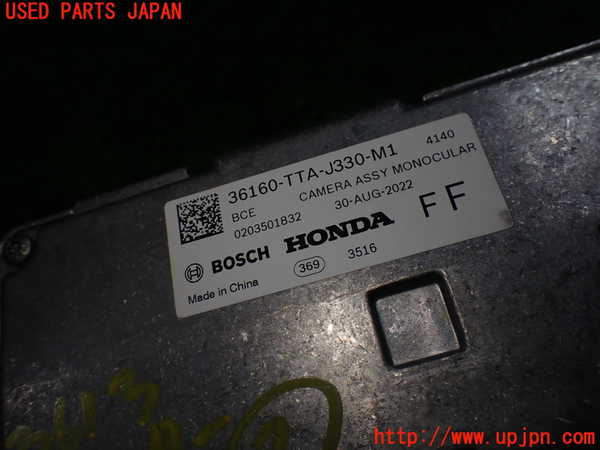 USED PARTS JAPAN
36160-TTA-J330-M1 4140
BCE CAMERA ASSY MONOCULAR
0203501832 30-AUG-2022 FF
BOSCH HONDA
Made in China 369 3516
http://www.upjpn.com